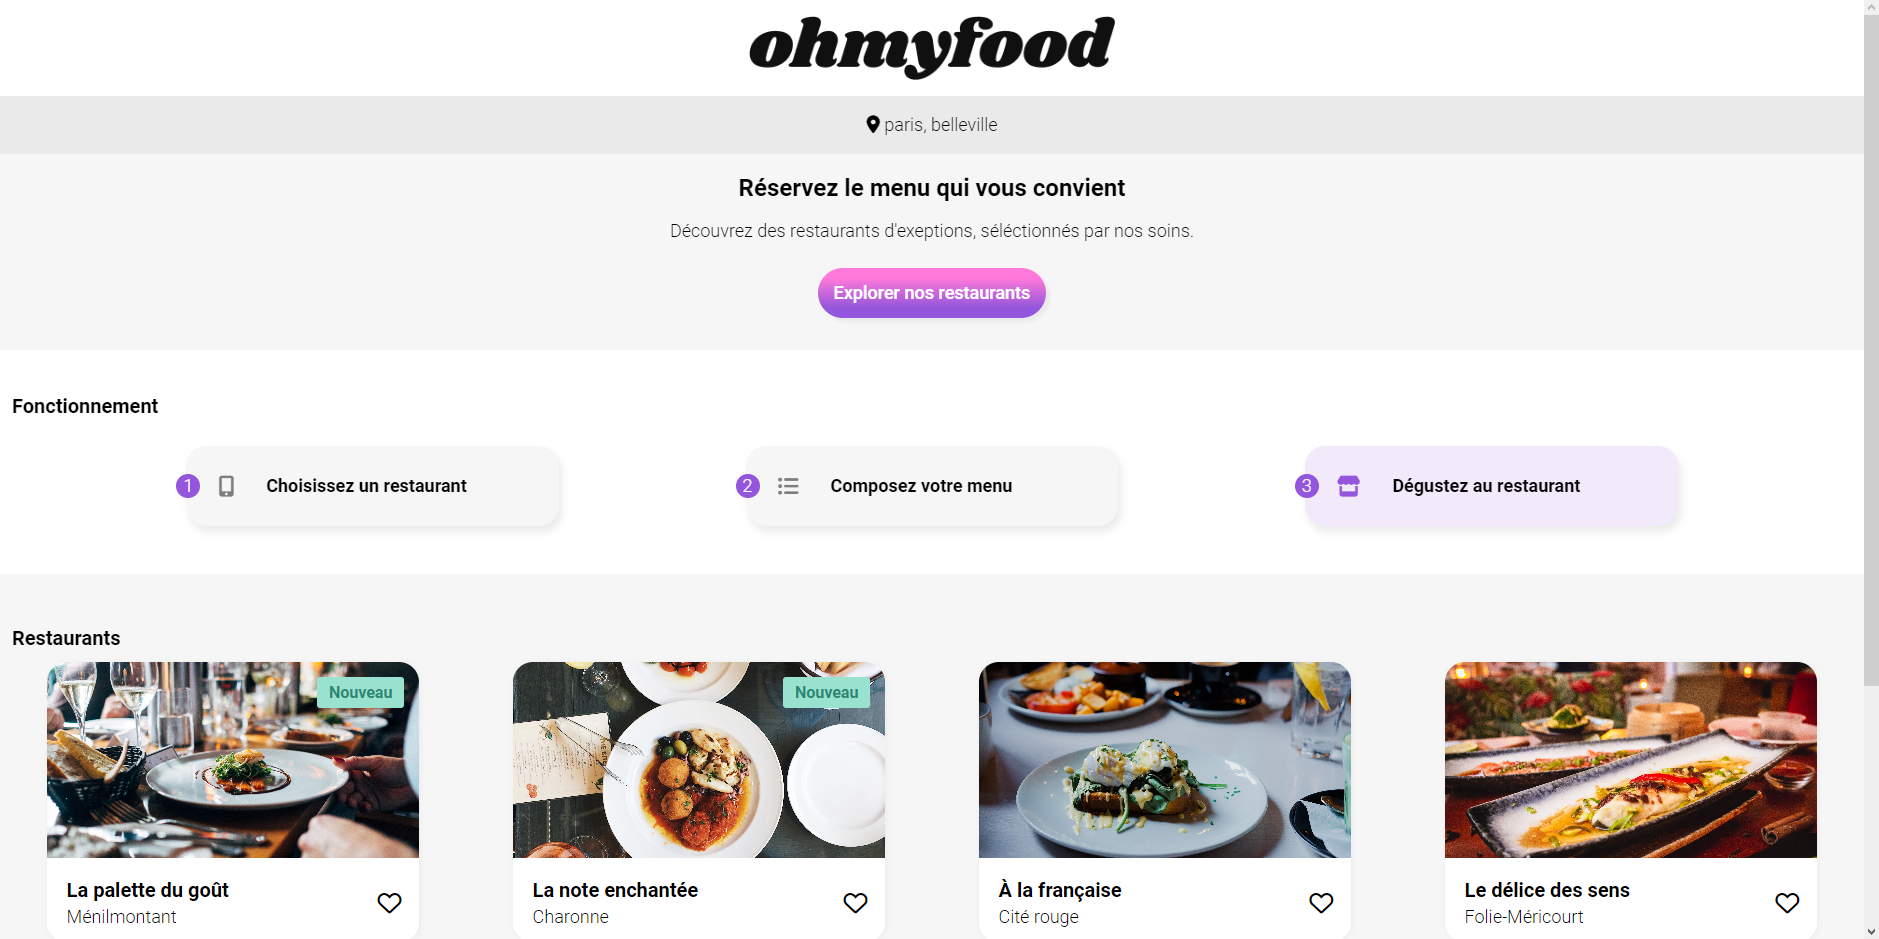 ohmyfood
paris, belleville
Réservez le menu qui vous convient
Découvrez des restaurants d'exeptions, séléctionnés par nos soins.
Explorer nos restaurants
Fonctionnement
1 Choisissez un restaurant
2 Composez votre menu
3 Dégustez au restaurant
Restaurants
Nouveau
Nouveau
La palette du goût
Ménilmontant
La note enchantée
Charonne
À la française
Cité rouge
Le délice des sens
Folie-Méricourt